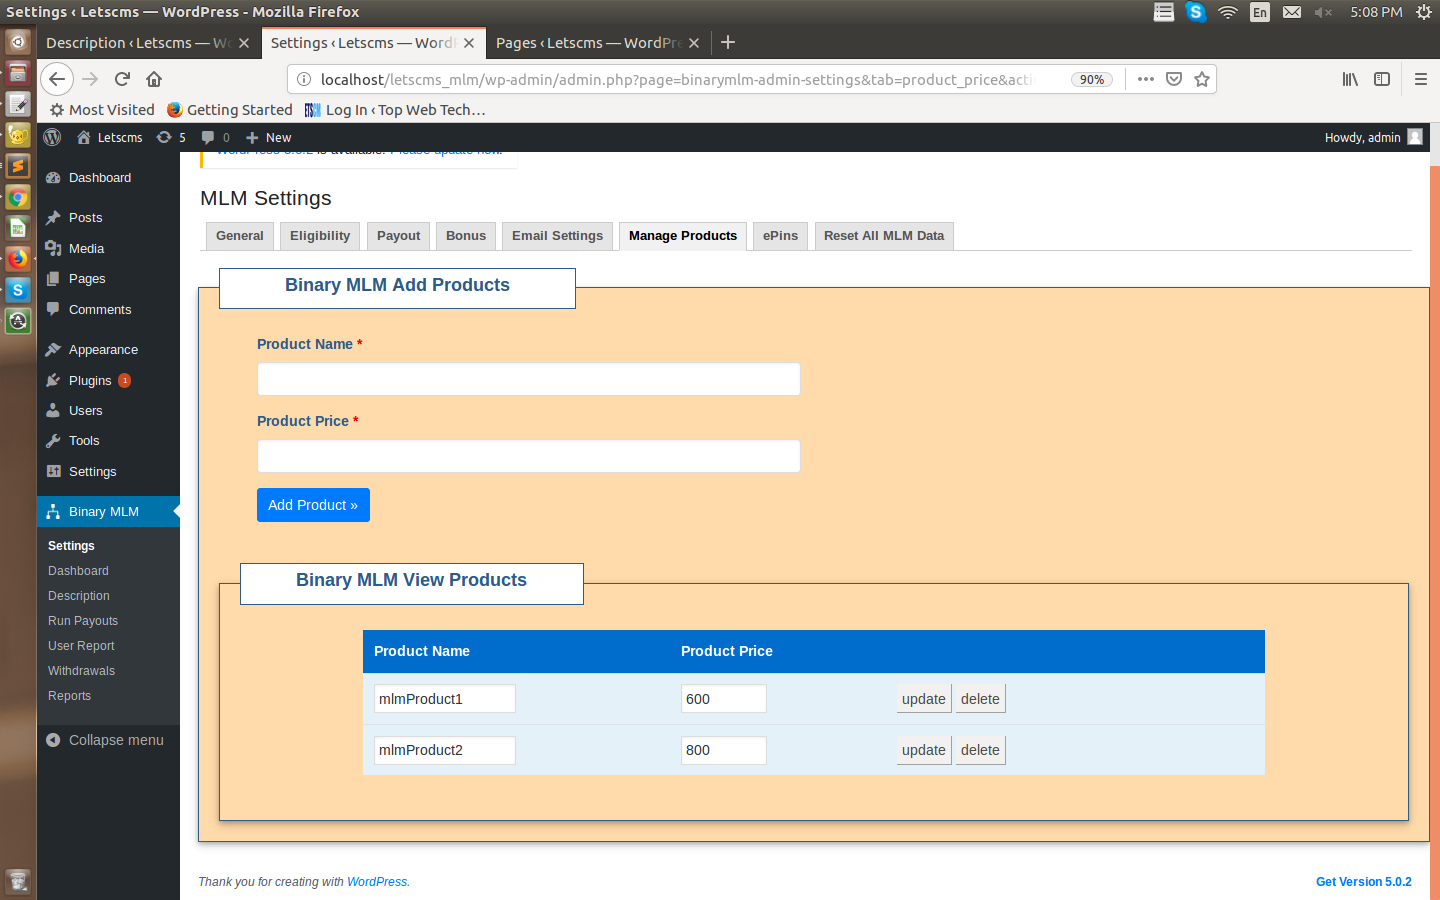 Settings ‹ Letscms — WordPress - Mozilla Firefox
En
5:08 PM
Description ‹ Letscms — Wo
Settings ‹ Letscms — WordP
Pages ‹ Letscms — WordPre
localhost/letscms_mlm/wp-admin/admin.php?page=binarymlm-admin-settings&tab=product_price&acti
90%
Most Visited
Getting Started
Log In ‹ Top Web Tech…
Letscms
5
0
New
Howdy, admin
WordPress 5.0.2 is available. Please update now.
Dashboard
Posts
Media
Pages
Comments
Appearance
Plugins 1
Users
Tools
Settings
Binary MLM
Settings
Dashboard
Description
Run Payouts
User Report
Withdrawals
Reports
Collapse menu
MLM Settings
General
Eligibility
Payout
Bonus
Email Settings
Manage Products
ePins
Reset All MLM Data
Binary MLM Add Products
Product Name *
Product Price *
Add Product »
Binary MLM View Products
Product Name Product Price
mlmProduct1 600 update delete
mlmProduct2 800 update delete
Thank you for creating with WordPress.
Get Version 5.0.2